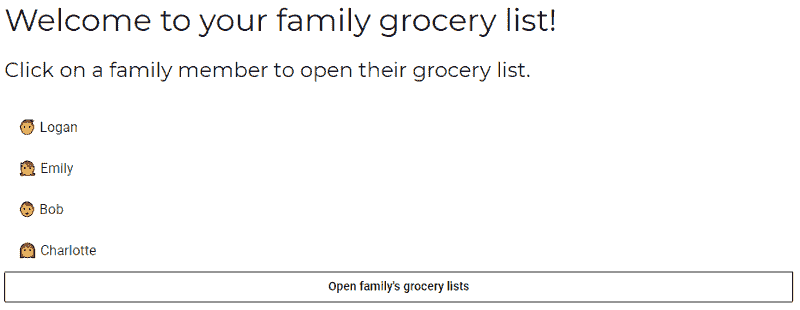 Welcome to your family grocery list!
Click on a family member to open their grocery list.
Logan
Emily
Bob
Charlotte
Open family's grocery lists